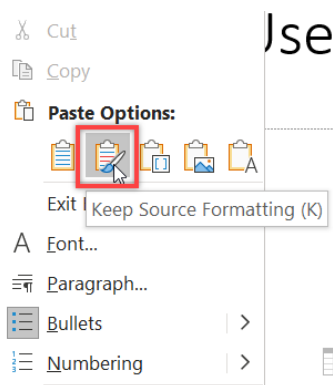 Use
Cut
Copy
Paste Options:
Exit
Keep Source Formatting (K)
Font...
Paragraph...
Bullets
Numbering